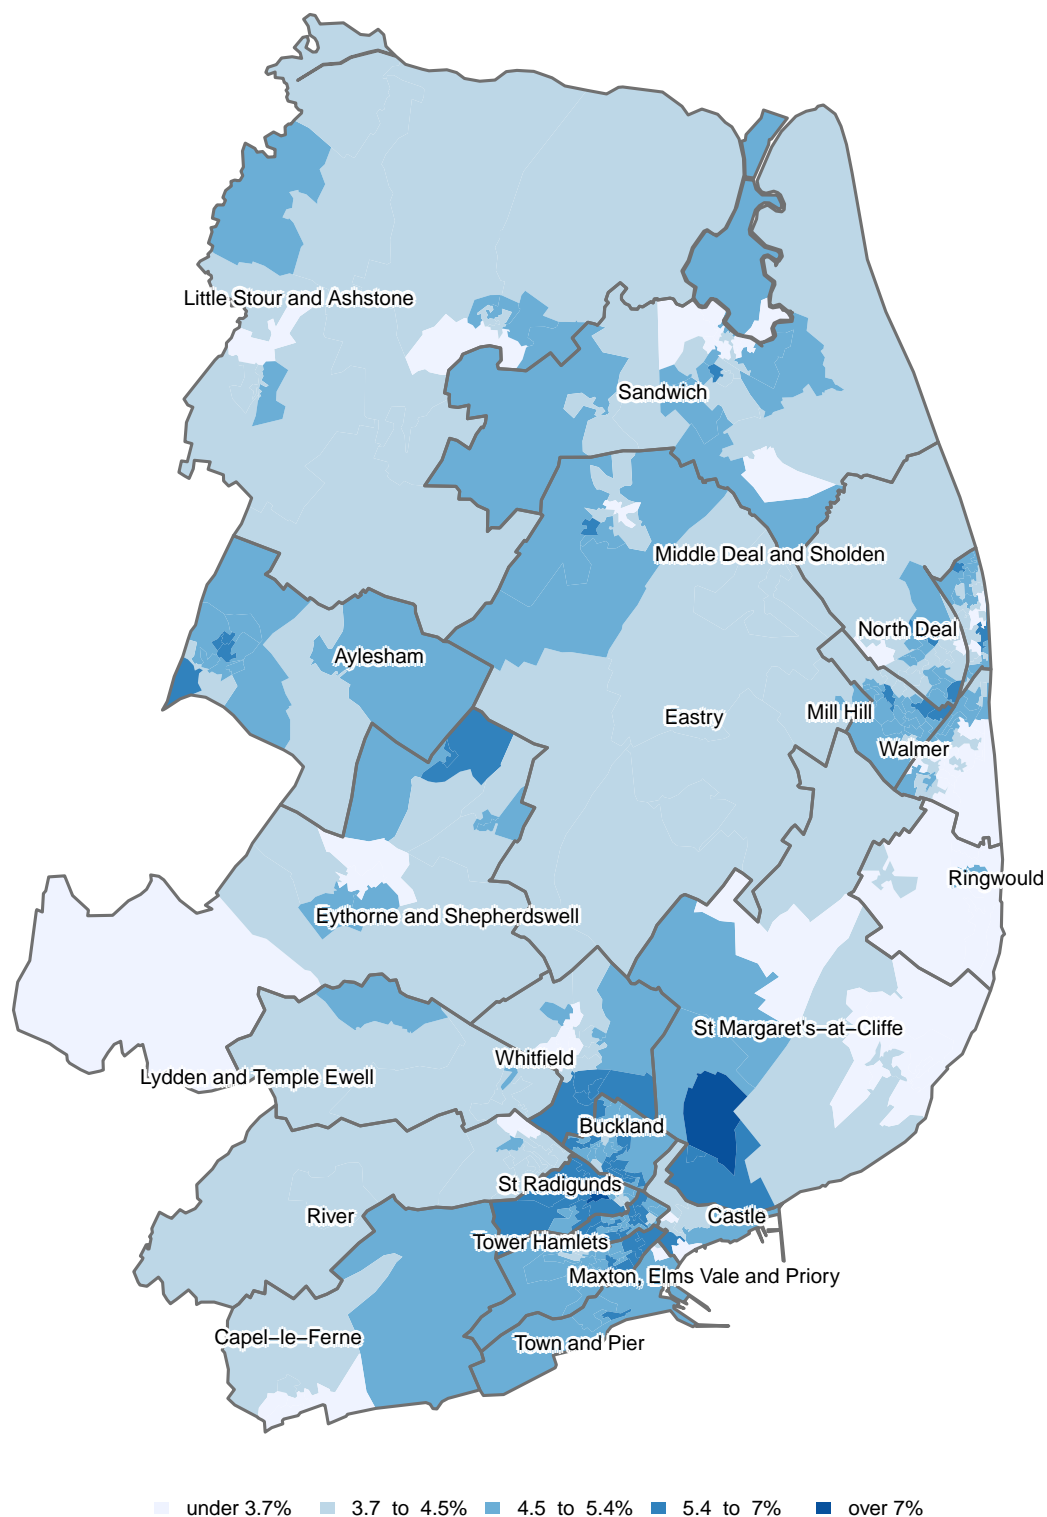 Little Stour and Ashstone
Sandwich
Middle Deal and Sholden
North Deal
Aylesham
Mill Hill
Eastry
Walmer
Ringwould
Eythorne and Shepherdswell
St Margaret's−at−Cliffe
Whitfield
Lydden and Temple Ewell
Buckland
St Radigunds
River
Castle
Tower Hamlets
Maxton, Elms Vale and Priory
Capel−le−Ferne
Town and Pier
under 3.7% 3.7 to 4.5% 4.5 to 5.4% 5.4 to 7% over 7%